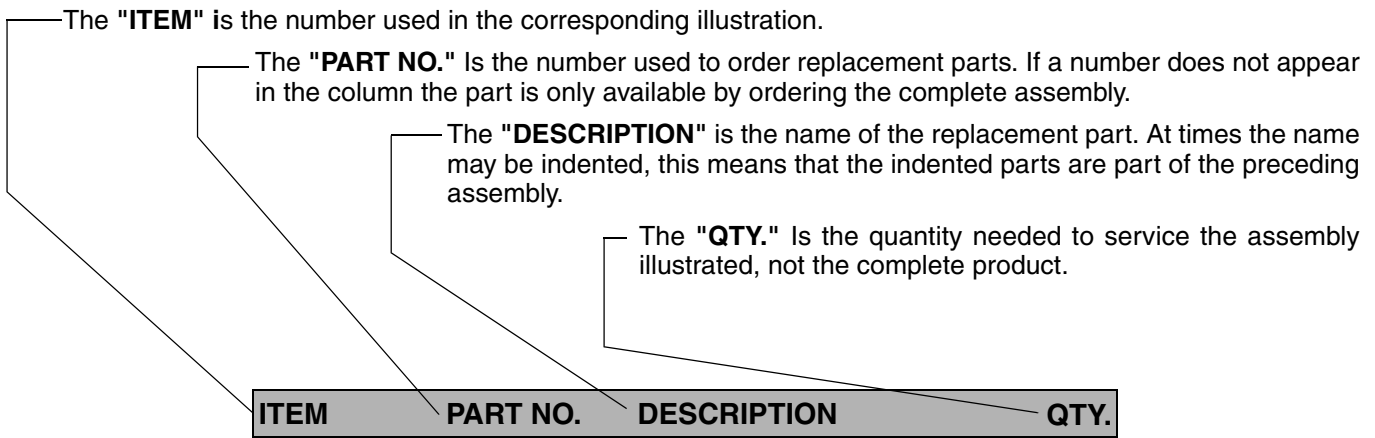 The "ITEM" is the number used in the corresponding illustration.
The "PART NO." Is the number used to order replacement parts. If a number does not appear
in the column the part is only available by ordering the complete assembly.
The "DESCRIPTION" is the name of the replacement part. At times the name
may be indented, this means that the indented parts are part of the preceding
assembly.
The "QTY." Is the quantity needed to service the assembly
illustrated, not the complete product.
ITEM PART NO. DESCRIPTION QTY.